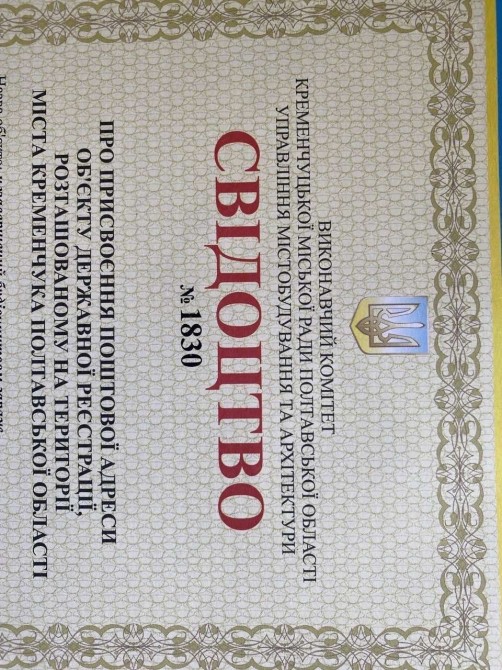 ВИКОНАВЧИЙ КОМІТЕТ
КРЕМЕНЧУЦЬКОЇ МІСЬКОЇ РАДИ ПОЛТАВСЬКОЇ ОБЛАСТІ
УПРАВЛІННЯ МІСТОБУДУВАННЯ ТА АРХІТЕКТУРИ
СВІДОЦТВО
№ 1830
ПРО ПРИСВОЄННЯ ПОШТОВОЇ АДРЕСИ
ОБ'ЄКТУ ДЕРЖАВНОЇ РЕЄСТРАЦІЇ,
РОЗТАШОВАНОМУ НА ТЕРИТОРІЇ
МІСТА КРЕМЕНЧУКА ПОЛТАВСЬКОЇ ОБЛАСТІ